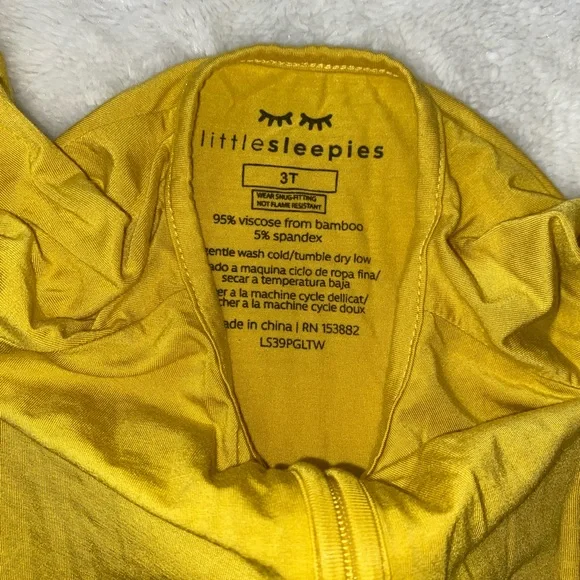 littlesleepies
3T
WEAR SNUG-FITTING
NOT FLAME RESISTANT
95% viscose from bamboo
5% spandex
gentle wash cold/tumble dry low
ado a maquina ciclo de ropa fina/
secar a temperatura baja
er à la machine cycle dellicat/
cher a la machine cycle doux
ade in china | RN 153882
LS39PGLTW